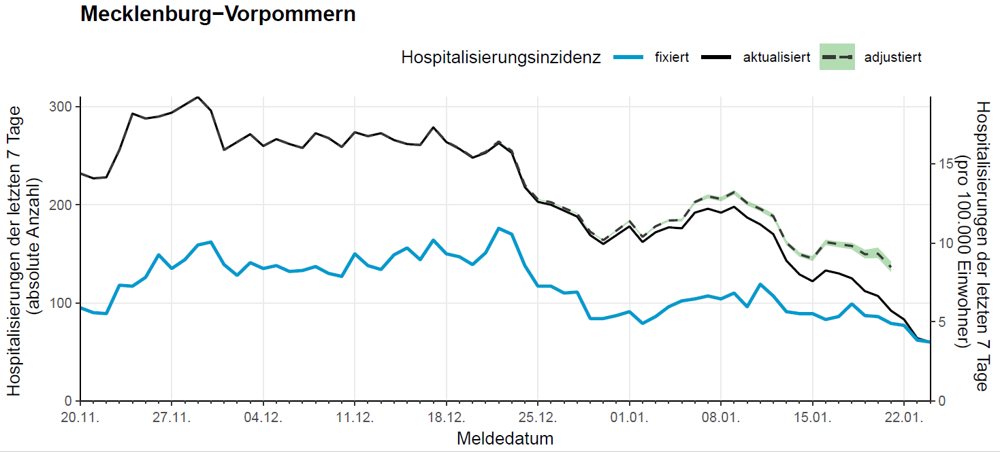 Mecklenburg−Vorpommern
Hospitalisierungsinzidenz fixiert aktualisiert adjustiert
Hospitalisierungen der letzten 7 Tage
(absolute Anzahl)
300
200
100
0
15
10
5
0
Hospitalisierungen der letzten 7 Tage
(pro 100.000 Einwohner)
20.11. 27.11. 04.12. 11.12. 18.12. 25.12. 01.01. 08.01. 15.01. 22.01.
Meldedatum